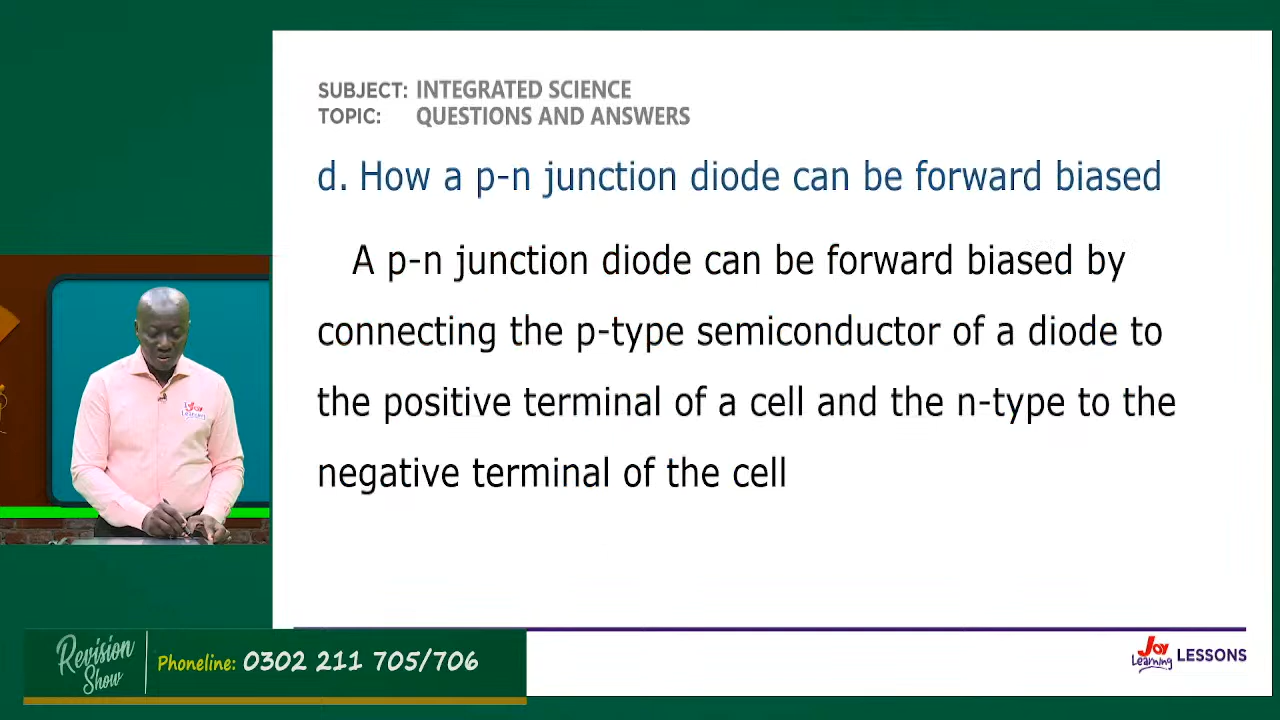 SUBJECT: INTEGRATED SCIENCE
TOPIC: QUESTIONS AND ANSWERS
d. How a p-n junction diode can be forward biased
A p-n junction diode can be forward biased by
connecting the p-type semiconductor of a diode to
the positive terminal of a cell and the n-type to the
negative terminal of the cell
Joy
Learning
Revision
Show
Phoneline: 0302 211 705/706
Joy
Learning LESSONS